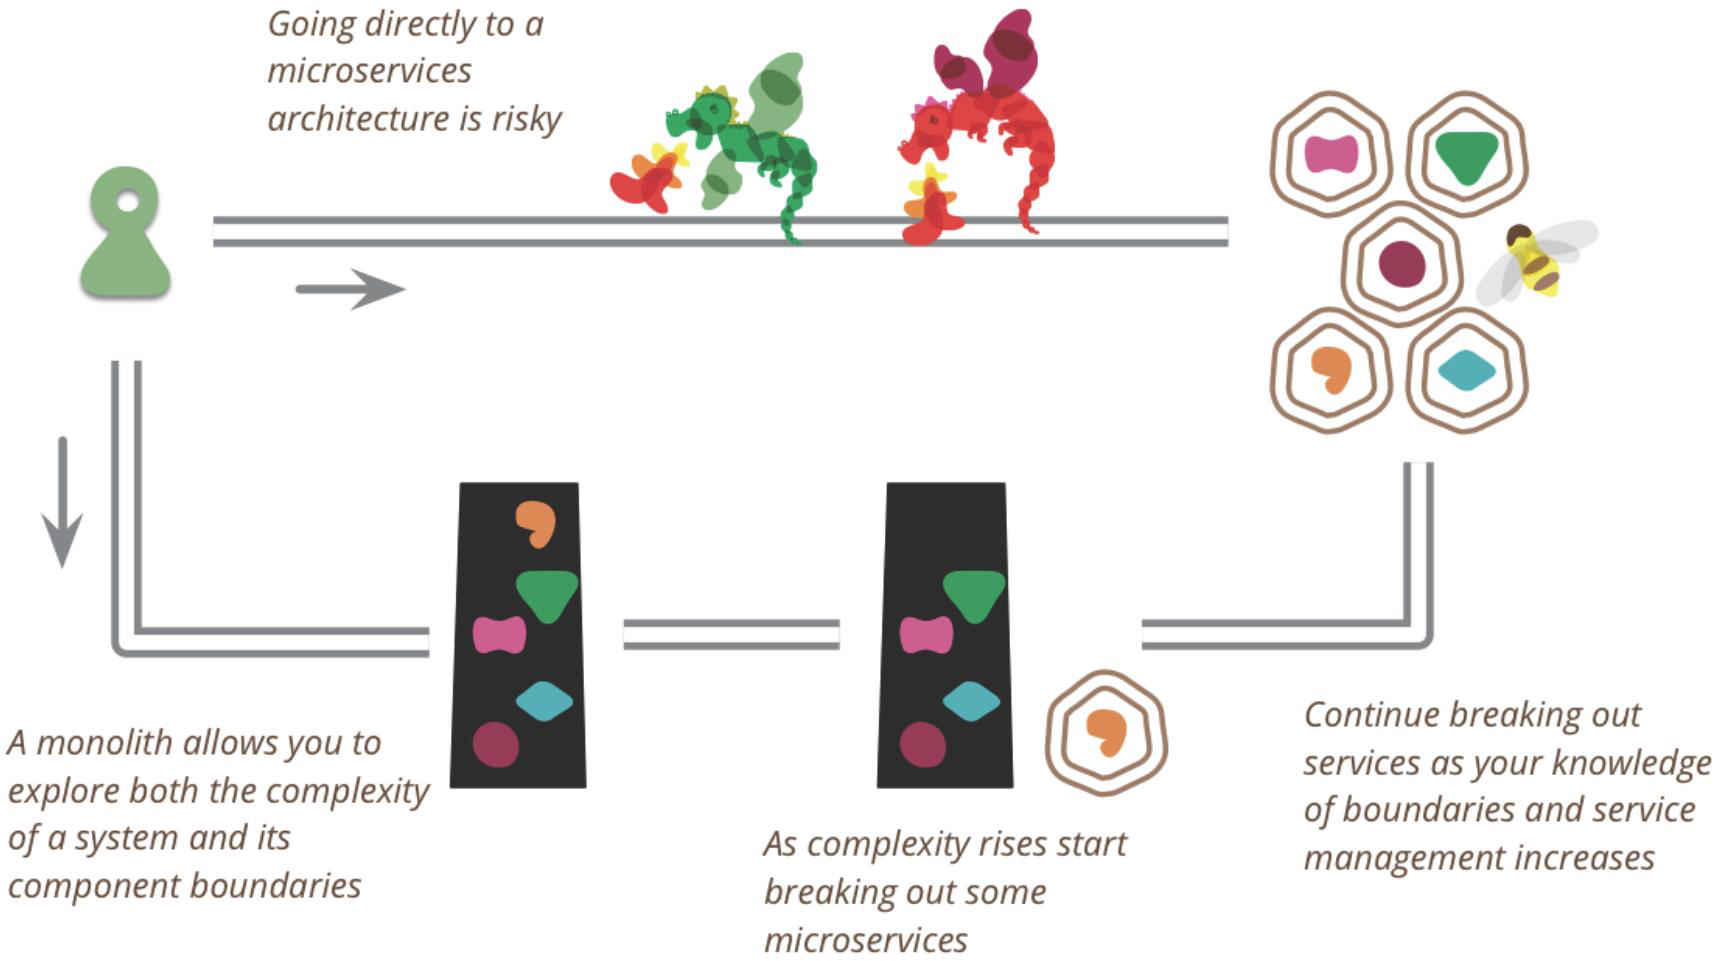 Going directly to a
microservices
architecture is risky
A monolith allows you to
explore both the complexity
of a system and its
component boundaries
As complexity rises start
breaking out some
microservices
Continue breaking out
services as your knowledge
of boundaries and service
management increases